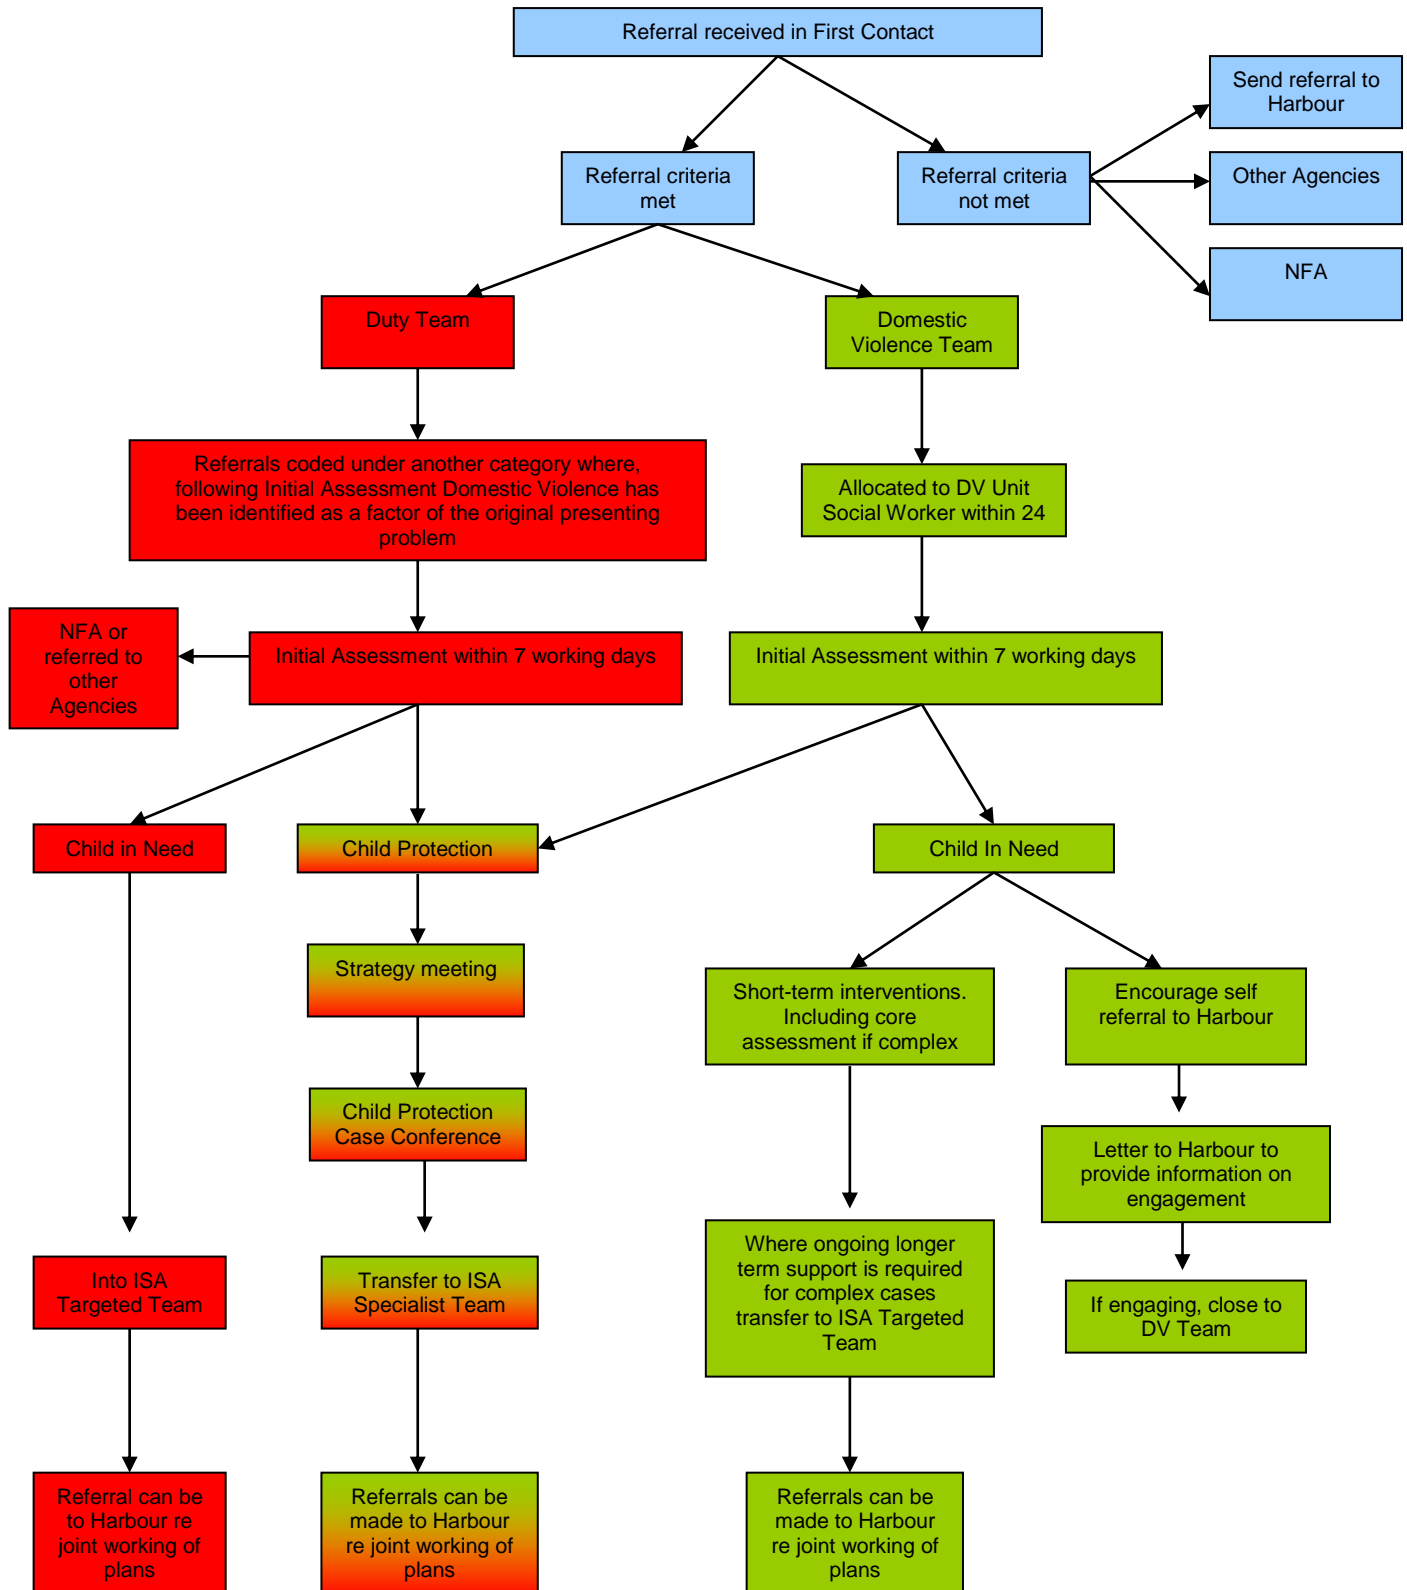 Referral received in First Contact
Send referral to
Harbour
Referral criteria
met
Referral criteria
not met
Other Agencies
NFA
Duty Team
Domestic
Violence Team
Referrals coded under another category where,
following Initial Assessment Domestic Violence has
been identified as a factor of the original presenting
problem
Allocated to DV Unit
Social Worker within 24
NFA or
referred to
other
Agencies
Initial Assessment within 7 working days
Initial Assessment within 7 working days
Child in Need
Child Protection
Child In Need
Strategy meeting
Short-term interventions.
Including core
assessment if complex
Encourage self
referral to Harbour
Child Protection
Case Conference
Letter to Harbour to
provide information on
engagement
Into ISA
Targeted Team
Transfer to ISA
Specialist Team
Where ongoing longer
term support is required
for complex cases
transfer to ISA Targeted
Team
If engaging, close to
DV Team
Referral can be
to Harbour re
joint working of
plans
Referrals can be
made to Harbour
re joint working of
plans
Referrals can be
made to Harbour
re joint working of
plans